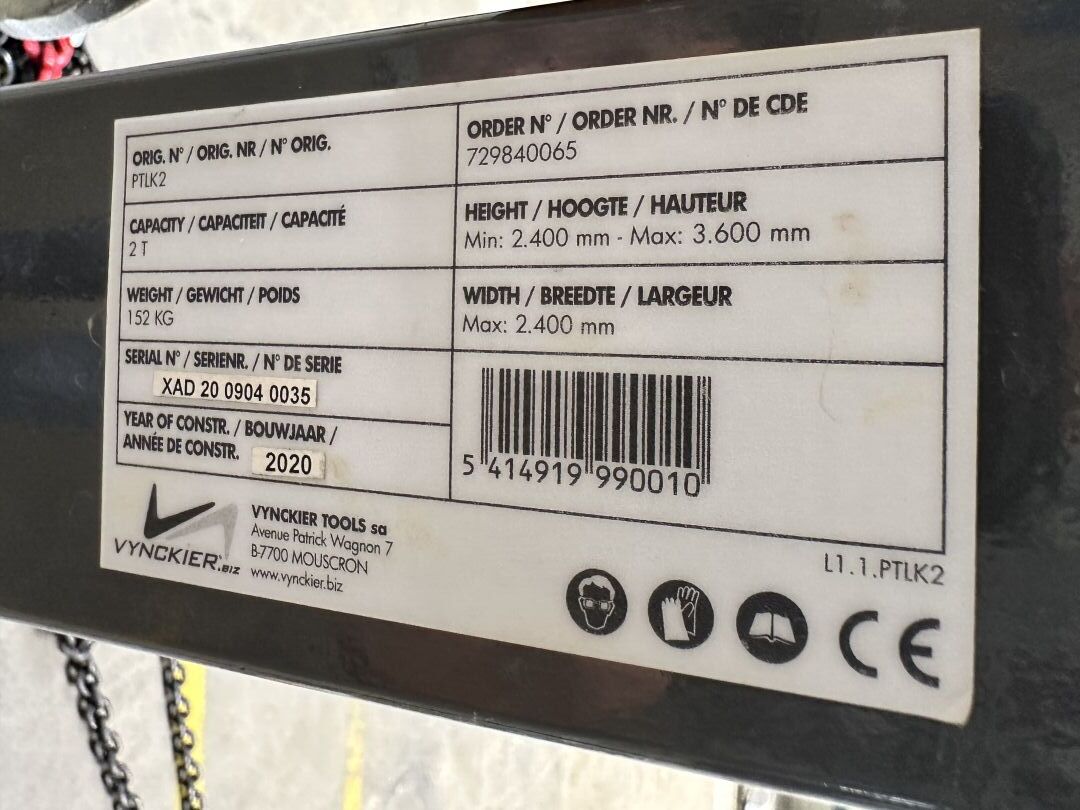 ORIG. N° / ORIG. NR / N° ORIG.
PTLK2
ORDER N° / ORDER NR. / N° DE CDE
729840065
CAPACITY / CAPACITEIT / CAPACITÉ
2 T
HEIGHT / HOOGTE / HAUTEUR
Min: 2.400 mm - Max: 3.600 mm
WEIGHT / GEWICHT / POIDS
152 KG
WIDTH / BREEDTE / LARGEUR
Max: 2.400 mm
SERIAL N° / SERIENR. / N° DE SERIE
XAD 20 0904 0035
YEAR OF CONSTR. / BOUWJAAR /
ANNÉE DE CONSTR. 2020
5 414919 990010
VYNCKIER.BIZ
VYNCKIER TOOLS sa
Avenue Patrick Wagnon 7
B-7700 MOUSCRON
www.vynckier.biz
L1.1.PTLK2
CE